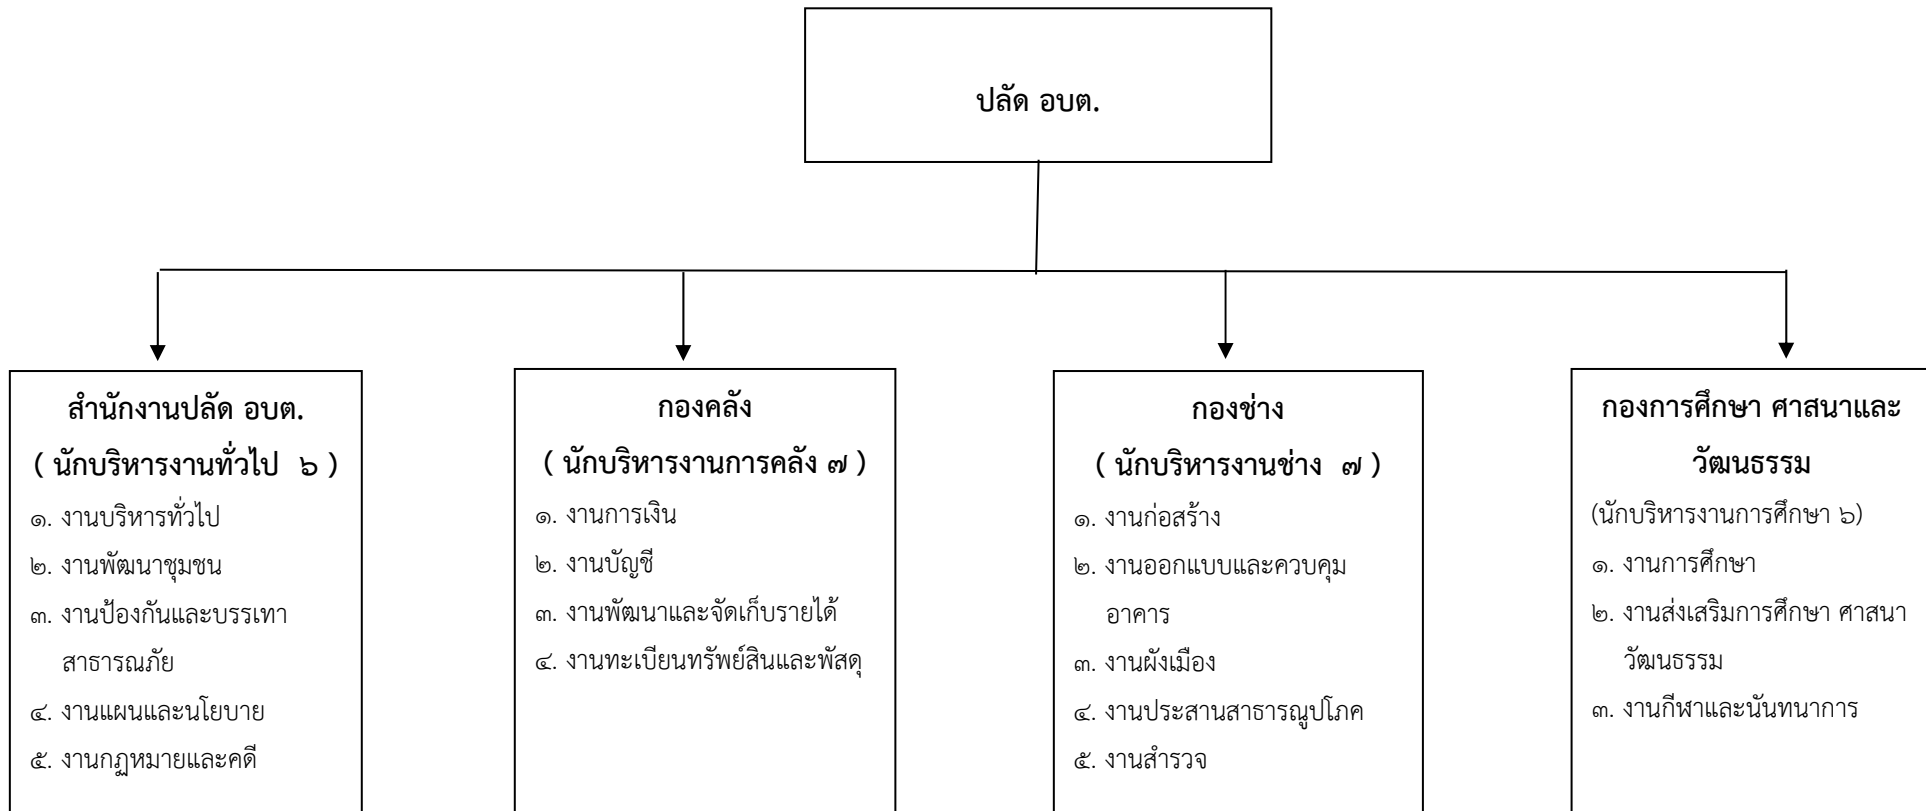 ปลัด อบต.
สำนักงานปลัด อบต.
( นักบริหารงานทั่วไป ๖ )
๑. งานบริหารทั่วไป
๒. งานพัฒนาชุมชน
๓. งานป้องกันและบรรเทา
สาธารณภัย
๔. งานแผนและนโยบาย
๕. งานกฎหมายและคดี
กองคลัง
( นักบริหารงานการคลัง ๗ )
๑. งานการเงิน
๒. งานบัญชี
๓. งานพัฒนาและจัดเก็บรายได้
๔. งานทะเบียนทรัพย์สินและพัสดุ
กองช่าง
( นักบริหารงานช่าง ๗ )
๑. งานก่อสร้าง
๒. งานออกแบบและควบคุม
อาคาร
๓. งานผังเมือง
๔. งานประสานสาธารณูปโภค
๕. งานสำรวจ
กองการศึกษา ศาสนาและ
วัฒนธรรม
(นักบริหารงานการศึกษา ๖)
๑. งานการศึกษา
๒. งานส่งเสริมการศึกษา ศาสนา
วัฒนธรรม
๓. งานกีฬาและนันทนาการ